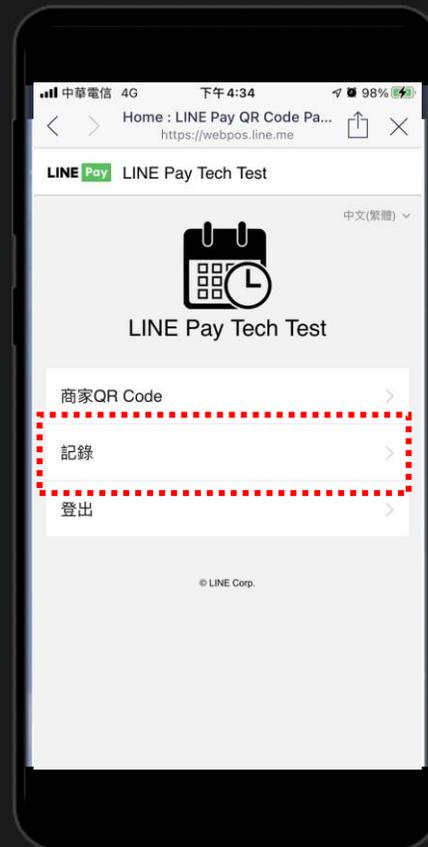 中華電信 4G 下午4:34 98%
Home : LINE Pay QR Code Pa...
https://webpos.line.me
LINE Pay LINE Pay Tech Test
中文(繁體)
LINE Pay Tech Test
商家QR Code
記錄
登出
© LINE Corp.